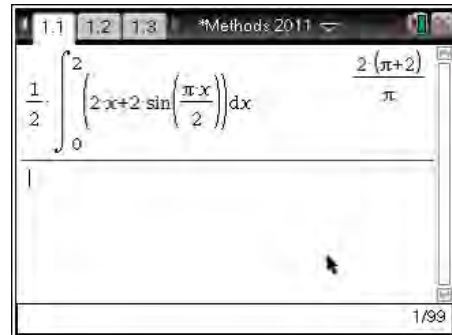 1.1 1.2 1.3 *Methods 2011
1/2·∫₀²(2·x+2·sin(π·x/2))dx 2·(π+2)/π
1/99